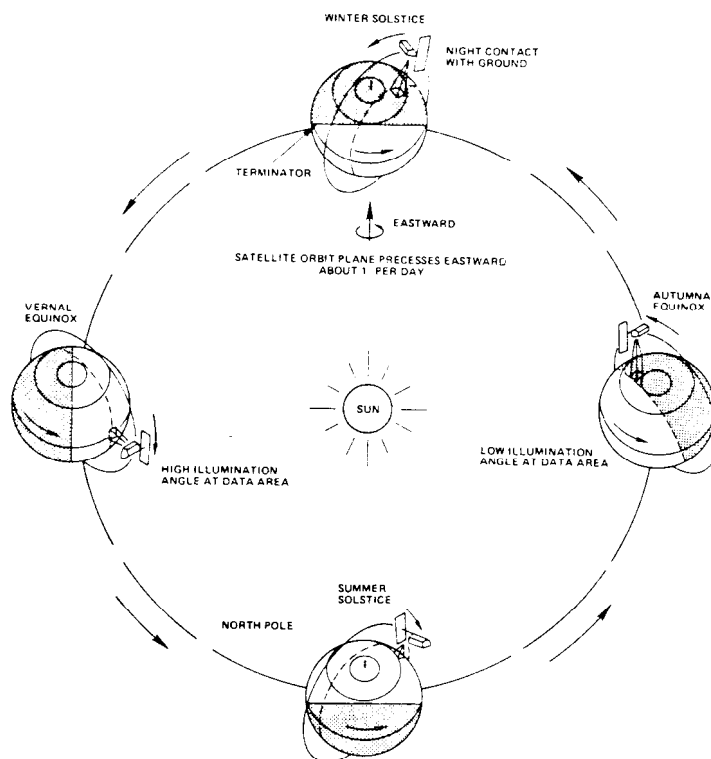 WINTER SOLSTICE
NIGHT CONTACT
WITH GROUND
TERMINATOR
EASTWARD
SATELLITE ORBIT PLANE PRECESSES EASTWARD
ABOUT 1 PER DAY
VERNAL
EQUINOX
AUTUMNA
EQUINOX
SUN
HIGH ILLUMINATION
ANGLE AT DATA AREA
LOW ILLUMINATION
ANGLE AT DATA AREA
SUMMER
SOLSTICE
NORTH POLE